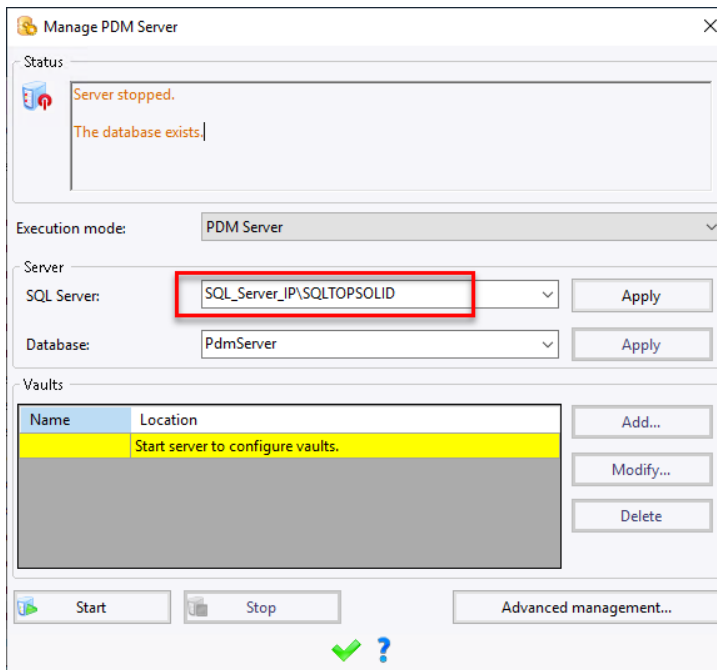 Manage PDM Server
Status
Server stopped.
The database exists.
Execution mode: PDM Server
Server
SQL Server: SQL_Server_IP\SQLTOPSOLID Apply
Database: PdmServer Apply
Vaults
Name Location
Start server to configure vaults.
Add...
Modify...
Delete
Start Stop Advanced management...